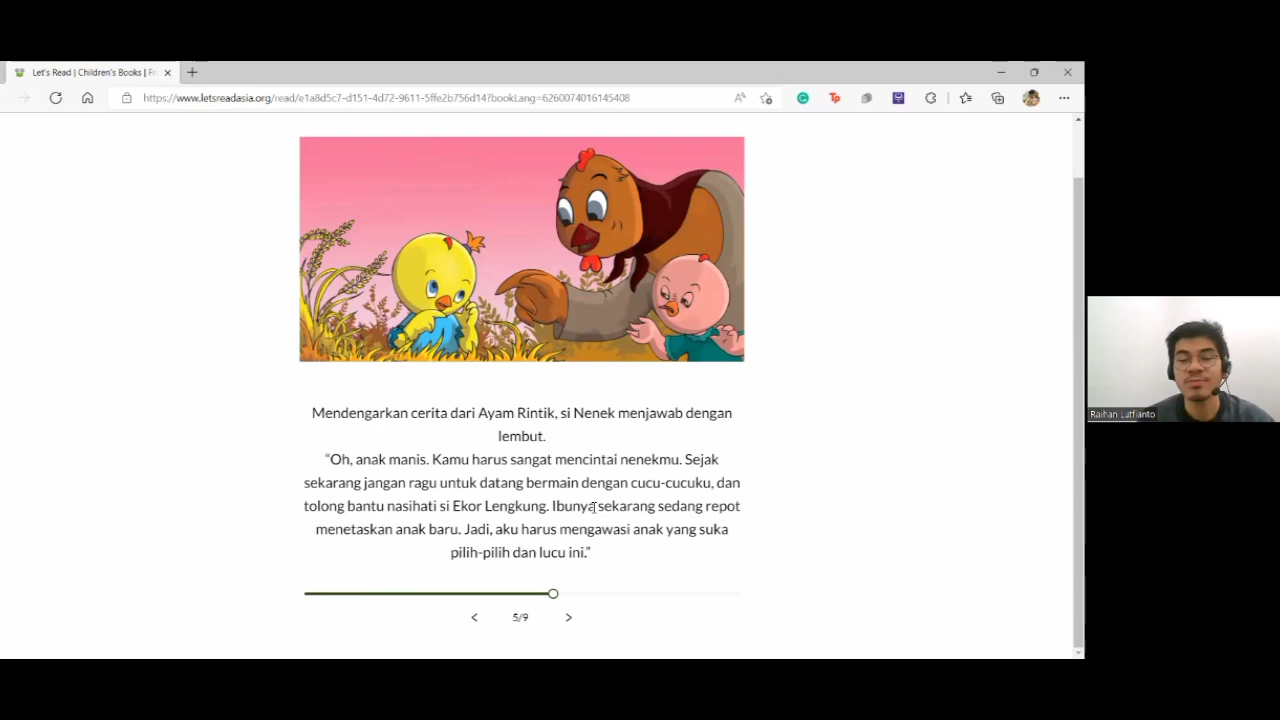 Let's Read | Children's Books | Fr
https://www.letsreadasia.org/read/e1a8d5c7-d151-4d72-9611-5ffe2b756d14?bookLang=6260074016145408
Mendengarkan cerita dari Ayam Rintik, si Nenek menjawab dengan
lembut.
“Oh, anak manis. Kamu harus sangat mencintai nenekmu. Sejak
sekarang jangan ragu untuk datang bermain dengan cucu-cucuku, dan
tolong bantu nasihati si Ekor Lengkung. Ibunya sekarang sedang repot
menetaskan anak baru. Jadi, aku harus mengawasi anak yang suka
pilih-pilih dan lucu ini.”
5/9
Raihan Lutfianto